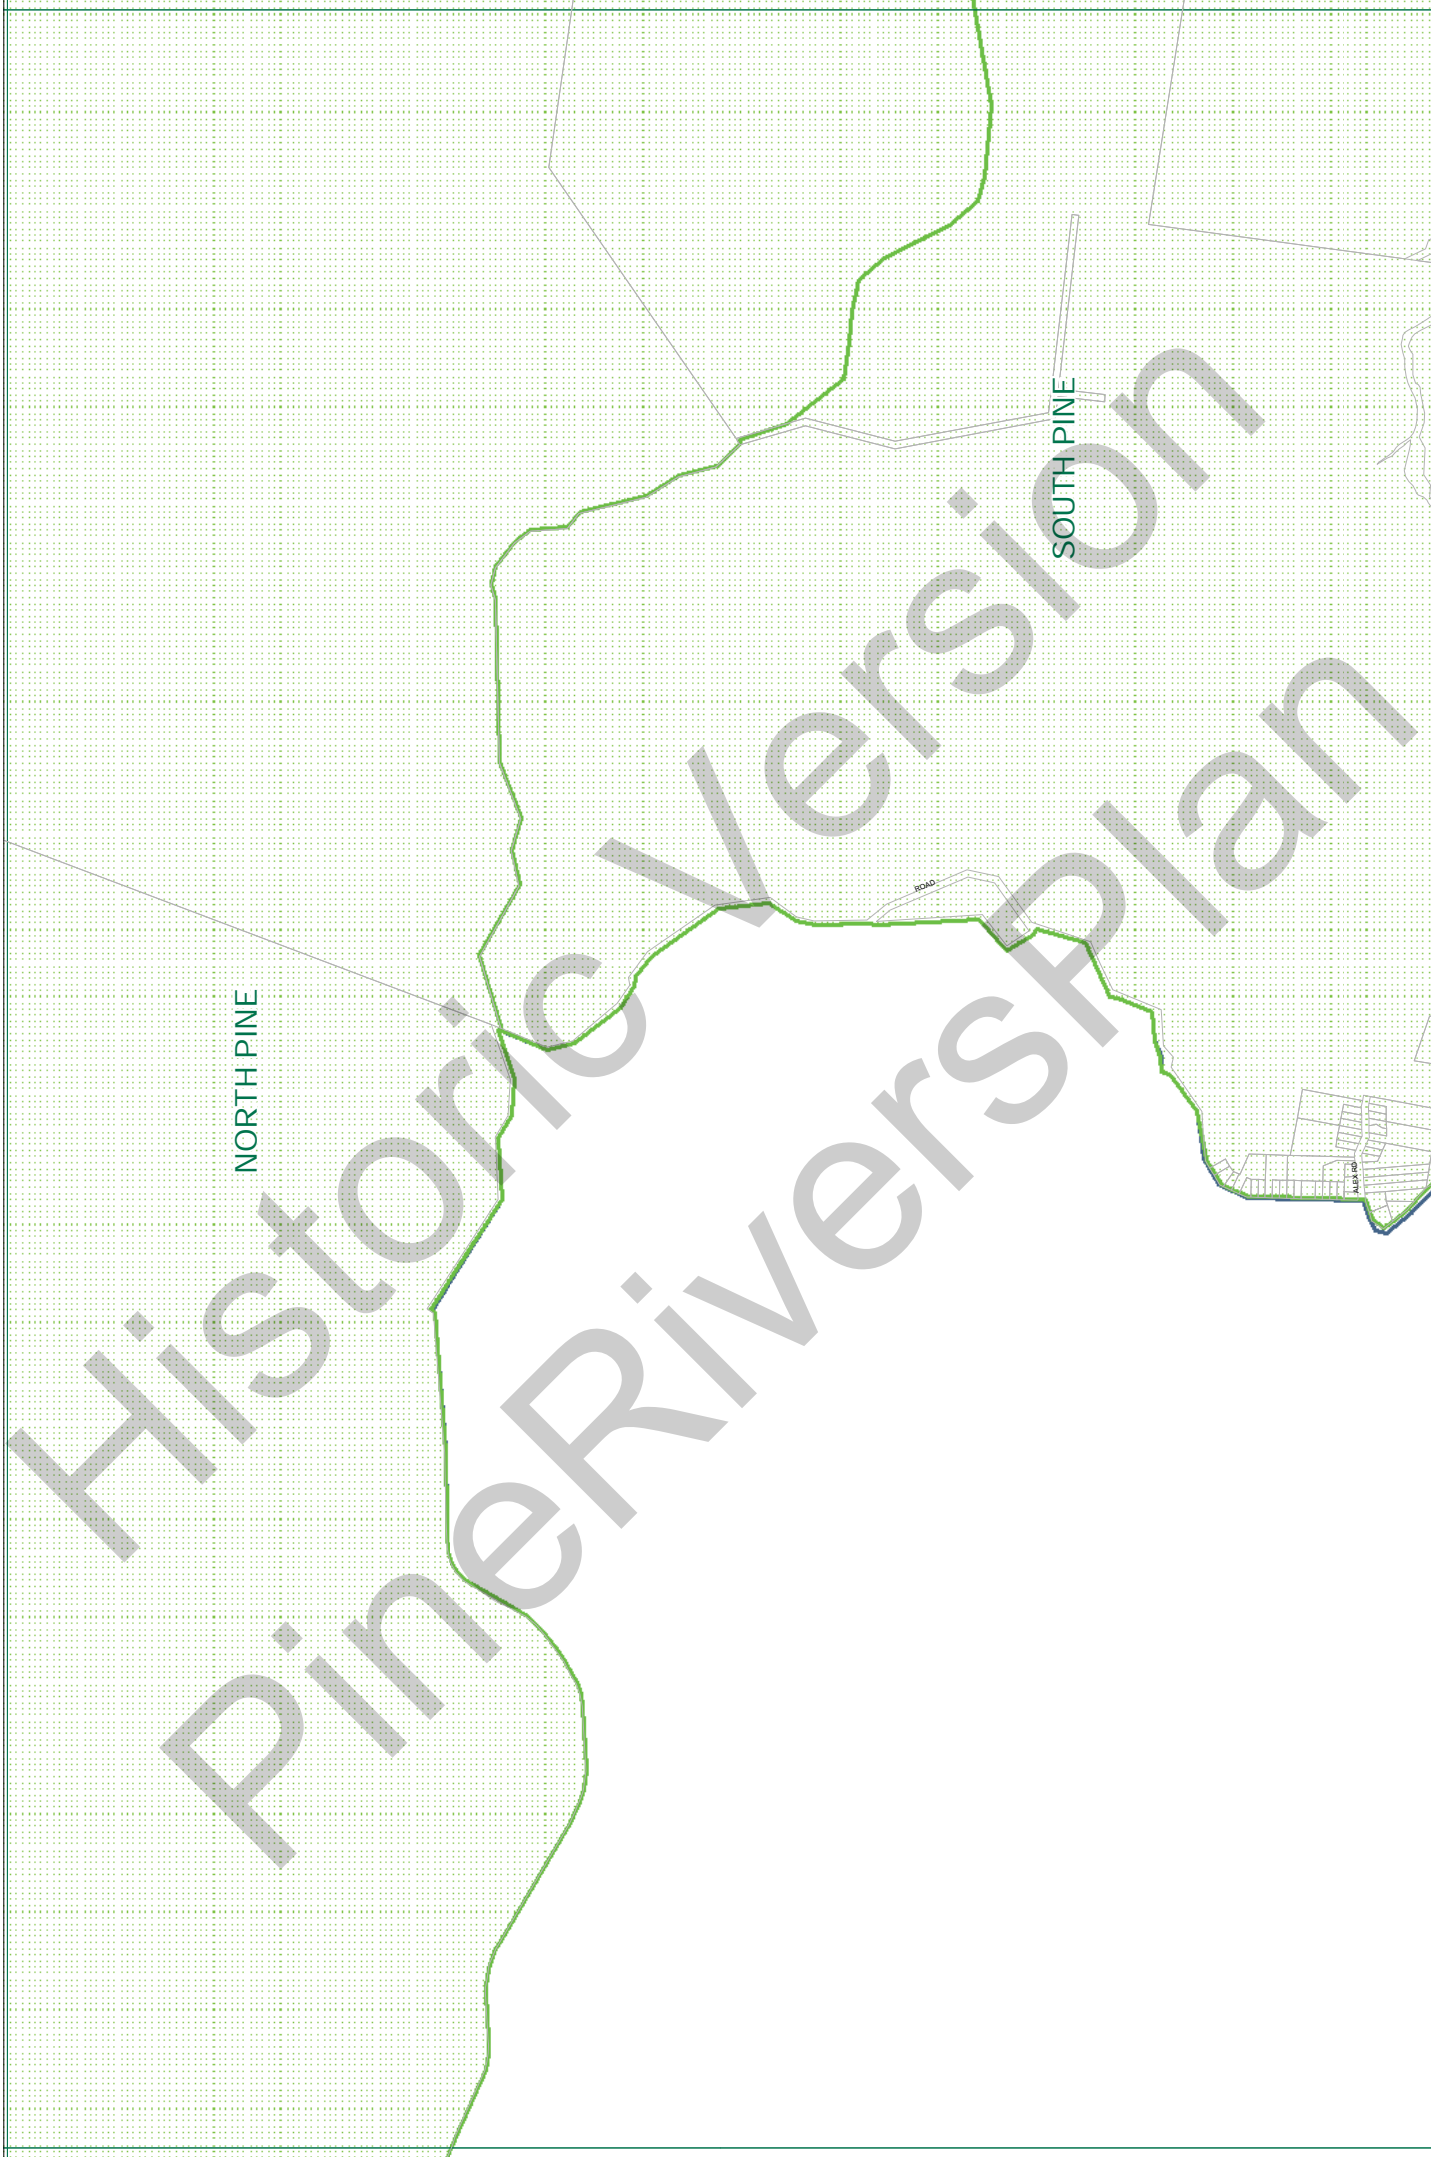 SOUTH PINE
Historic Version
PineRiversPlan
ROAD
NORTH PINE
ALEX RD